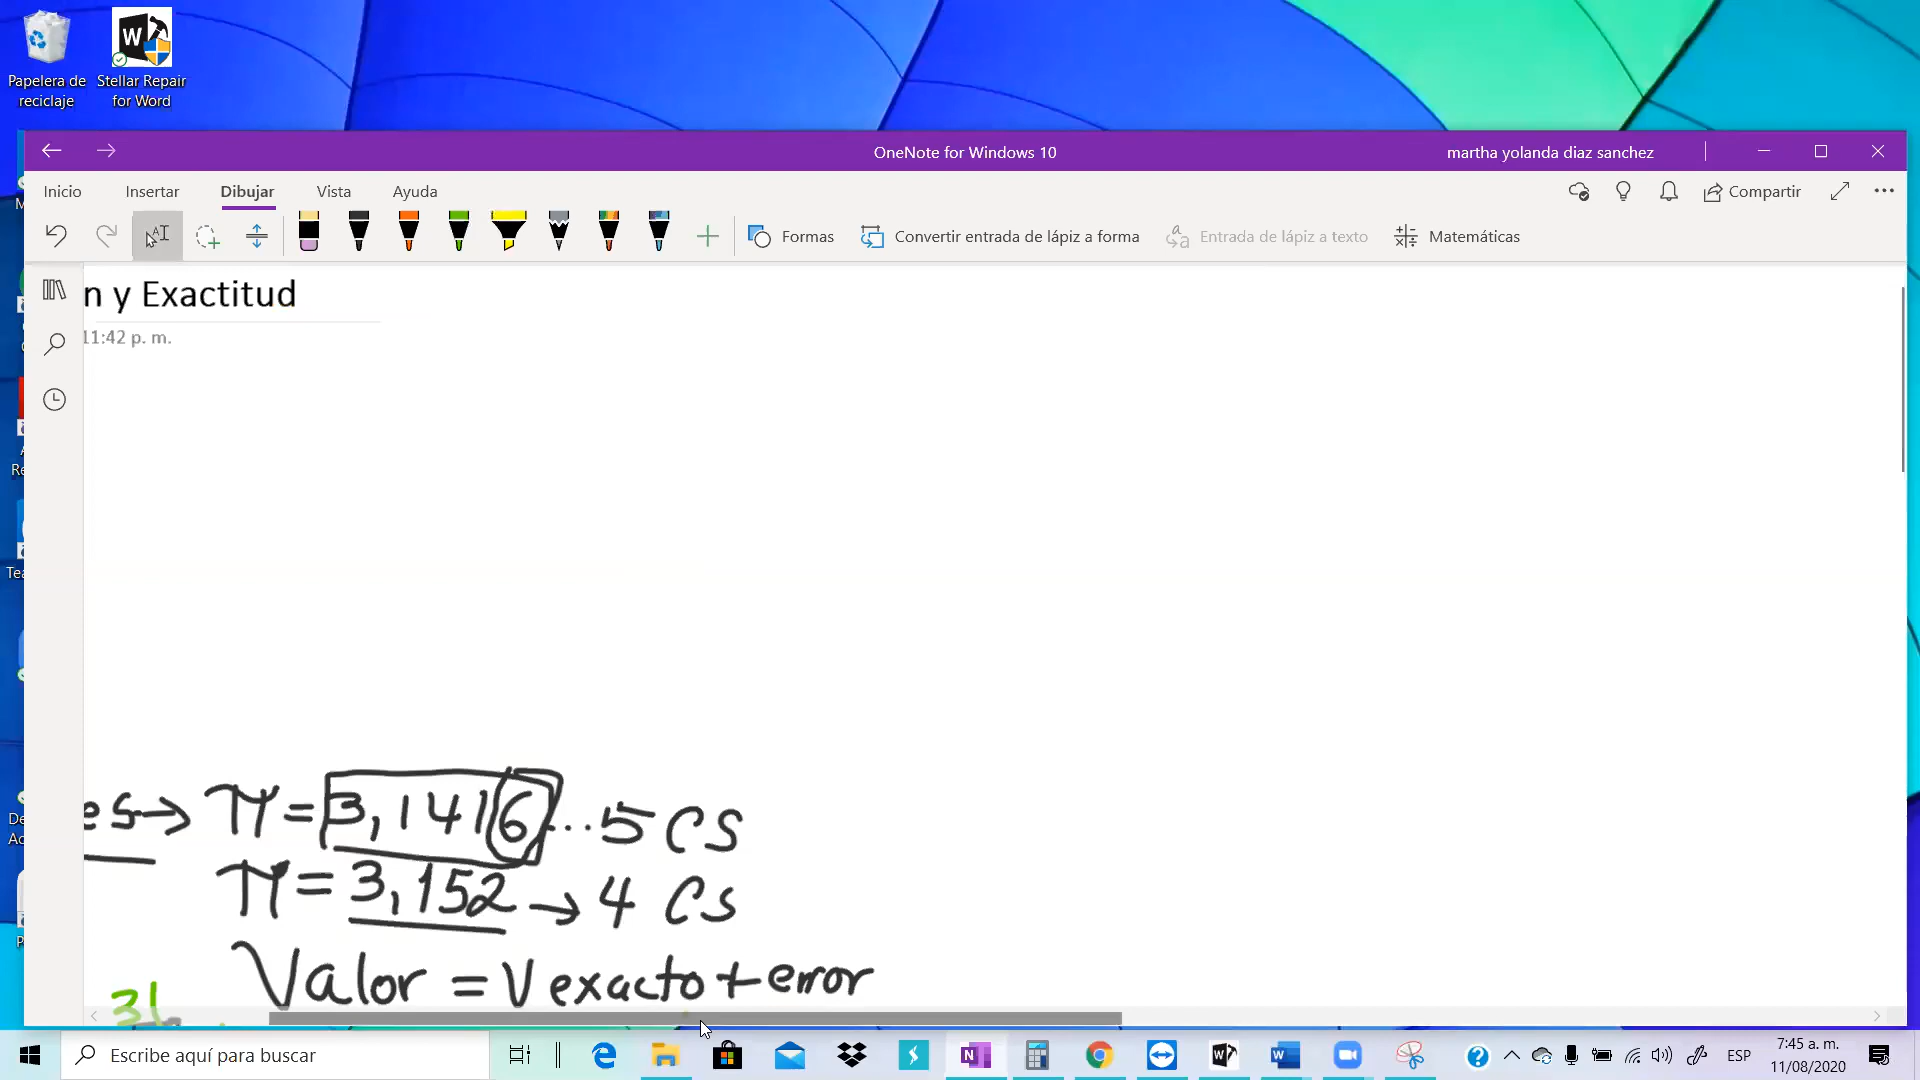 Papelera de
reciclaje
Stellar Repair
for Word
OneNote for Windows 10
martha yolanda diaz sanchez
Inicio
Insertar
Dibujar
Vista
Ayuda
Compartir
Formas
Convertir entrada de lápiz a forma
Entrada de lápiz a texto
Matemáticas
n y Exactitud
11:42 p. m.
es→ π = 3,1416... 5 CS
π = 3,152 → 4 CS
Valor = Vexacto + error
31
Escribe aquí para buscar
ESP
7:45 a. m.
11/08/2020